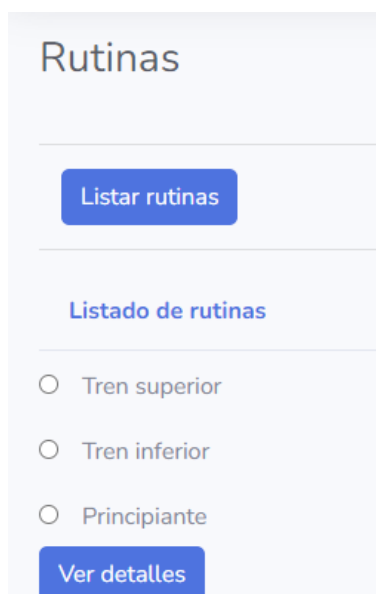 Rutinas
Listar rutinas
Listado de rutinas
Tren superior
Tren inferior
Principiante
Ver detalles